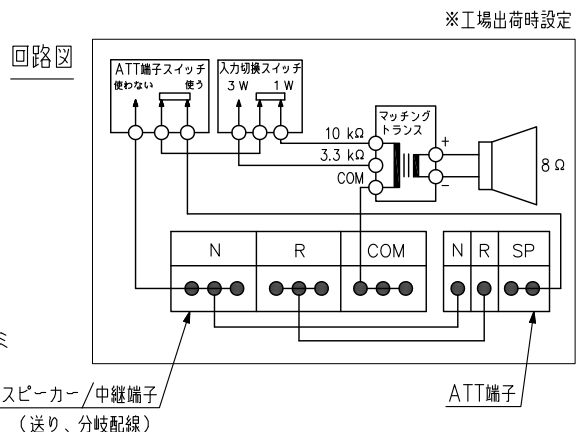 ※工場出荷時設定
回路図
ATT端子スイッチ
使わない 使う
入力切換スイッチ
3W 1W
マッチング
トランス
10 kΩ
3.3 kΩ
COM
+
−
8Ω
N R COM
N R SP
スピーカー/中継端子
(送り、分岐配線)
ATT端子